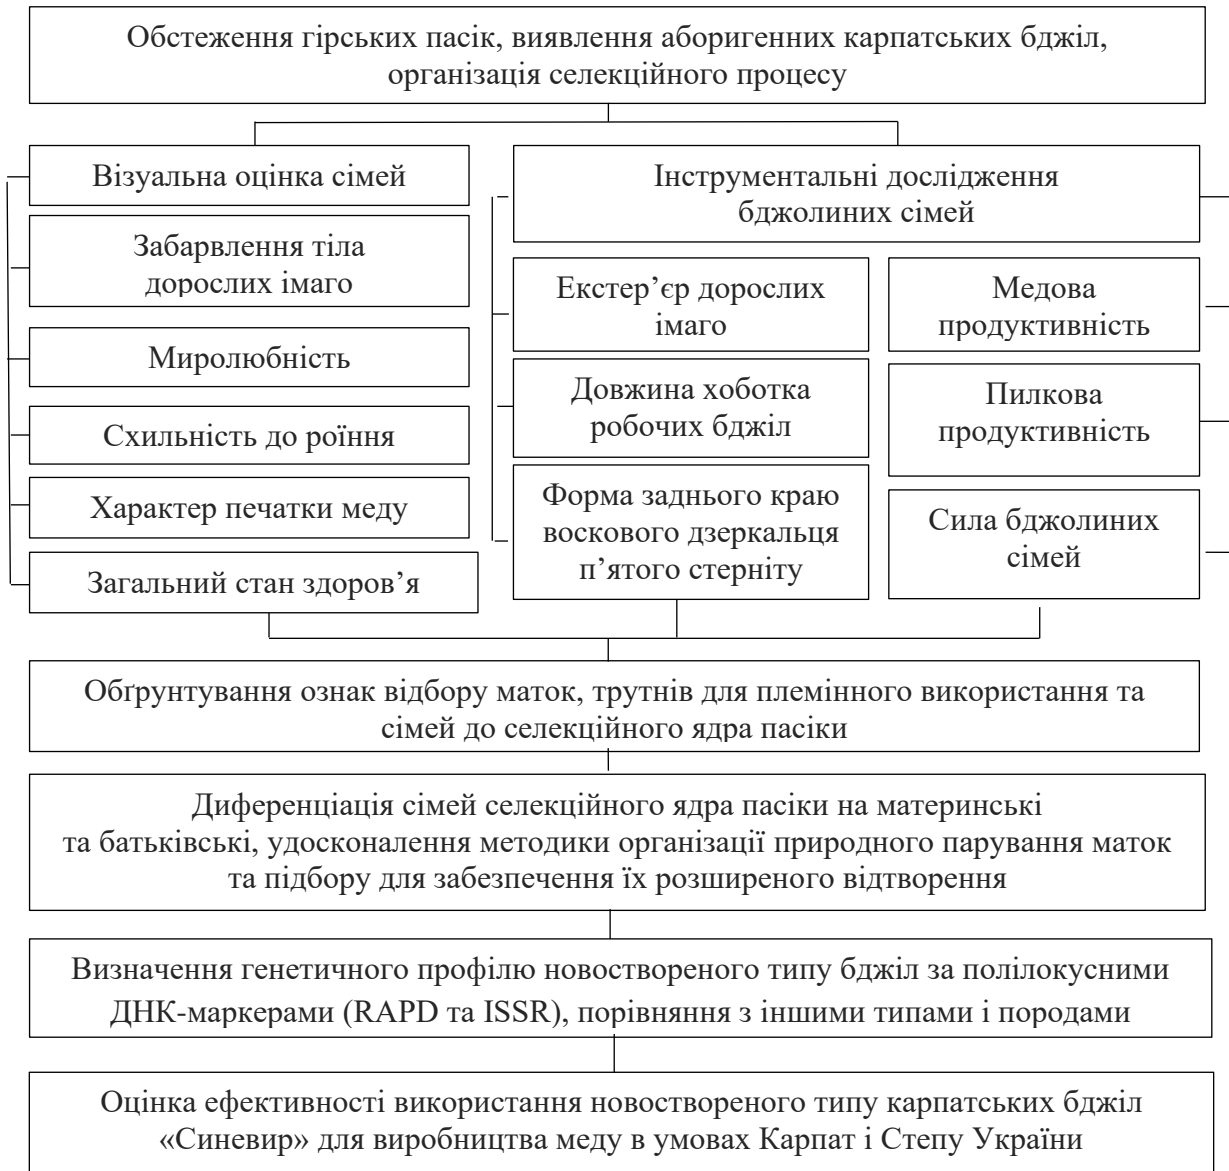 Обстеження гірських пасік, виявлення аборигенних карпатських бджіл,
організація селекційного процесу
Візуальна оцінка сімей
Забарвлення тіла
дорослих імаго
Миролюбність
Схильність до роїння
Характер печатки меду
Загальний стан здоров’я
Інструментальні дослідження
бджолиних сімей
Екстер’єр дорослих
імаго
Довжина хоботка
робочих бджіл
Форма заднього краю
воскового дзеркальця
п’ятого стерніту
Медова
продуктивність
Пилкова
продуктивність
Сила бджолиних
сімей
Обґрунтування ознак відбору маток, трутнів для племінного використання та
сімей до селекційного ядра пасіки
Диференціація сімей селекційного ядра пасіки на материнські
та батьківські, удосконалення методики організації природного парування маток
та підбору для забезпечення їх розширеного відтворення
Визначення генетичного профілю новоствореного типу бджіл за полілокусними
ДНК-маркерами (RAPD та ISSR), порівняння з іншими типами і породами
Оцінка ефективності використання новоствореного типу карпатських бджіл
«Синевир» для виробництва меду в умовах Карпат і Степу України